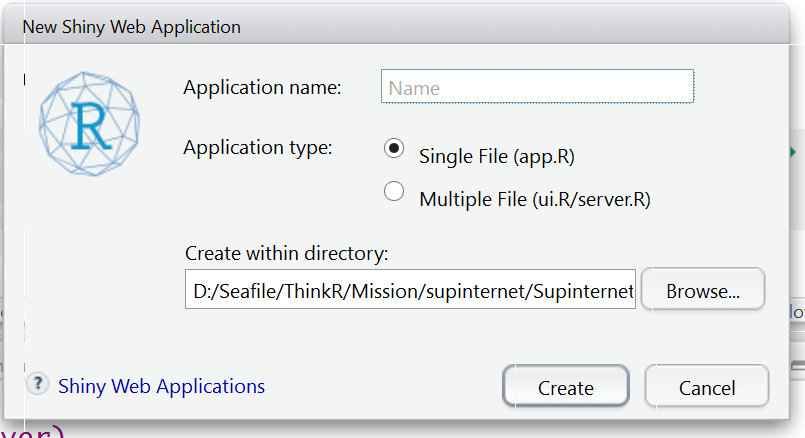 New Shiny Web Application
R
Application name:
Name
Application type:
Single File (app.R)
Multiple File (ui.R/server.R)
Create within directory:
D:/Seafile/ThinkR/Mission/supinternet/Supinternet
Browse...
? Shiny Web Applications
Create
Cancel